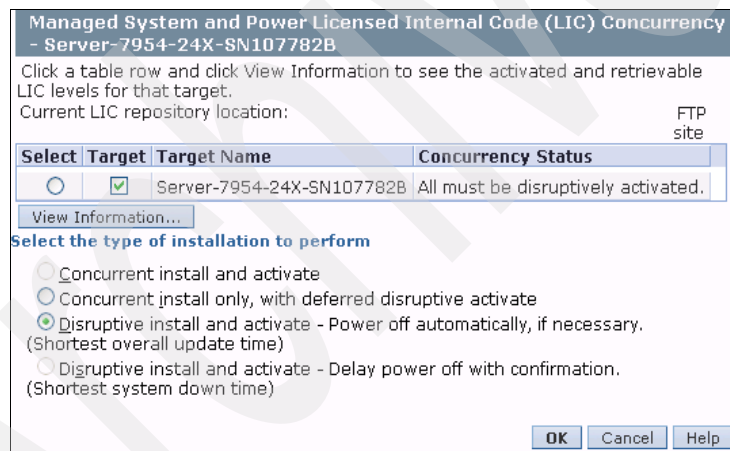 Managed System and Power Licensed Internal Code (LIC) Concurrency
- Server-7954-24X-SN107782B
Click a table row and click View Information to see the activated and retrievable
LIC levels for that target.
Current LIC repository location: FTP
site
Select Target Target Name Concurrency Status
Server-7954-24X-SN107782B All must be disruptively activated.
View Information...
Select the type of installation to perform
Concurrent install and activate
Concurrent install only, with deferred disruptive activate
Disruptive install and activate - Power off automatically, if necessary.
(Shortest overall update time)
Disruptive install and activate - Delay power off with confirmation.
(Shortest system down time)
OK Cancel Help